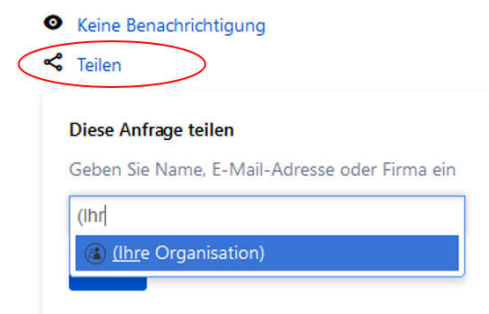 Keine Benachrichtigung
Teilen
Diese Anfrage teilen
Geben Sie Name, E-Mail-Adresse oder Firma ein
(Ihr
(Ihre Organisation)